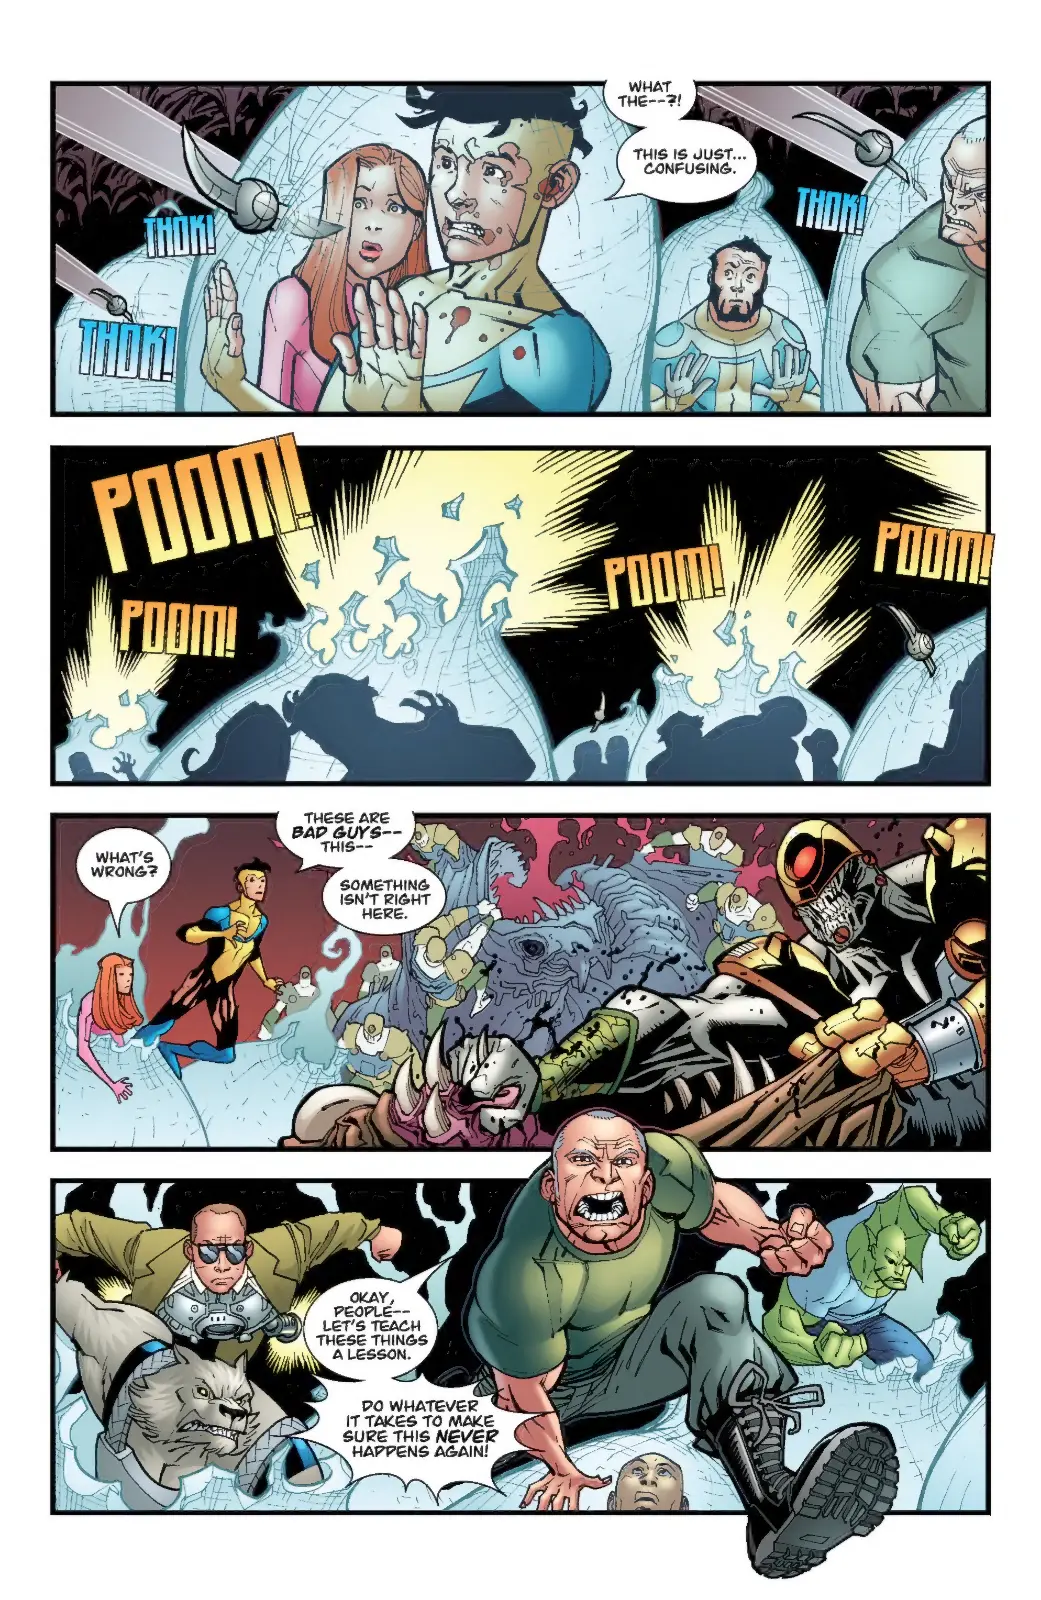 WHAT
THE--?!
THIS IS JUST...
CONFUSING.
THOK!
THOK!
THOK!
POOM!
POOM!
POOM!
POOM!
WHAT'S
WRONG?
THESE ARE
BAD GUYS--
THIS--
SOMETHING
ISN'T RIGHT
HERE.
OKAY,
PEOPLE--
LET'S TEACH
THESE THINGS
A LESSON.
DO WHATEVER
IT TAKES TO MAKE
SURE THIS NEVER
HAPPENS AGAIN!